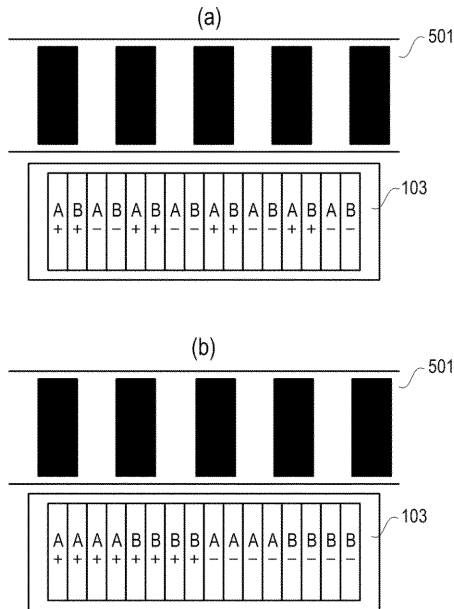 (a)
501
A B A B A B A B A B A B A B A B
+ + − − + + − − + + − − + + − −
103
(b)
501
A A A A B B B B A A A A B B B B
+ + + + + + + + − − − − − − − −
103